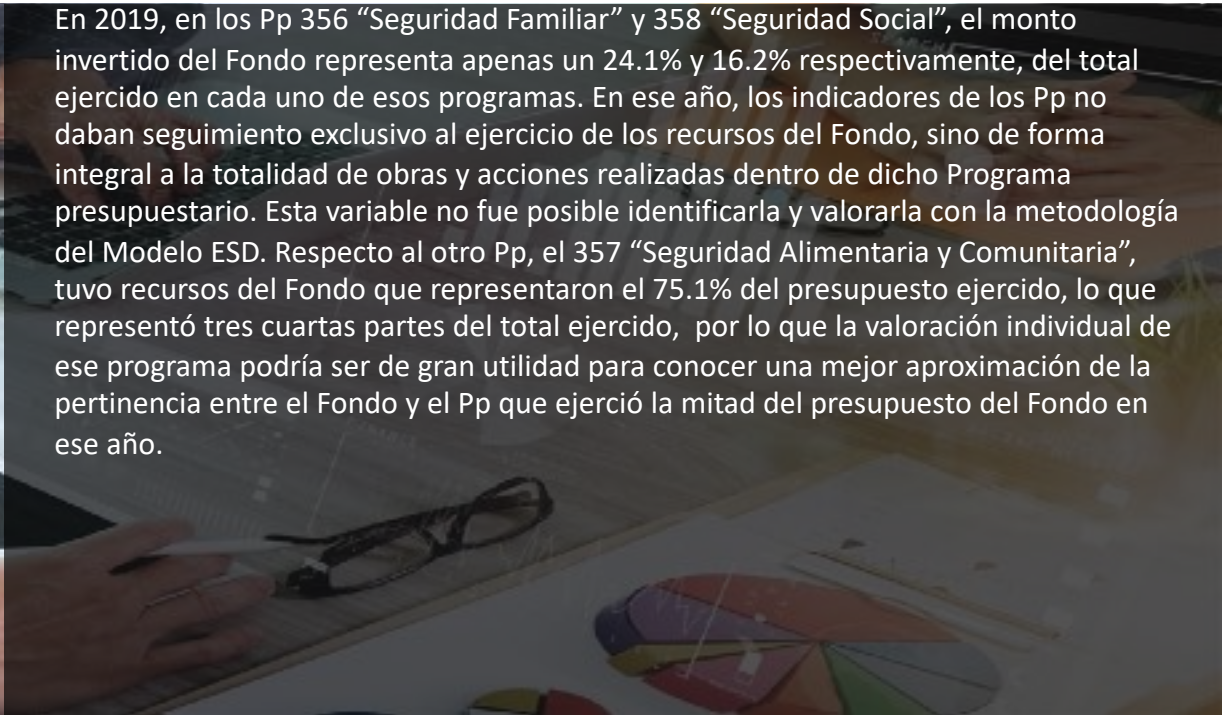 En 2019, en los Pp 356 “Seguridad Familiar” y 358 “Seguridad Social”, el monto
invertido del Fondo representa apenas un 24.1% y 16.2% respectivamente, del total
ejercido en cada uno de esos programas. En ese año, los indicadores de los Pp no
daban seguimiento exclusivo al ejercicio de los recursos del Fondo, sino de forma
integral a la totalidad de obras y acciones realizadas dentro de dicho Programa
presupuestario. Esta variable no fue posible identificarla y valorarla con la metodología
del Modelo ESD. Respecto al otro Pp, el 357 “Seguridad Alimentaria y Comunitaria”,
tuvo recursos del Fondo que representaron el 75.1% del presupuesto ejercido, lo que
representó tres cuartas partes del total ejercido, por lo que la valoración individual de
ese programa podría ser de gran utilidad para conocer una mejor aproximación de la
pertinencia entre el Fondo y el Pp que ejerció la mitad del presupuesto del Fondo en
ese año.